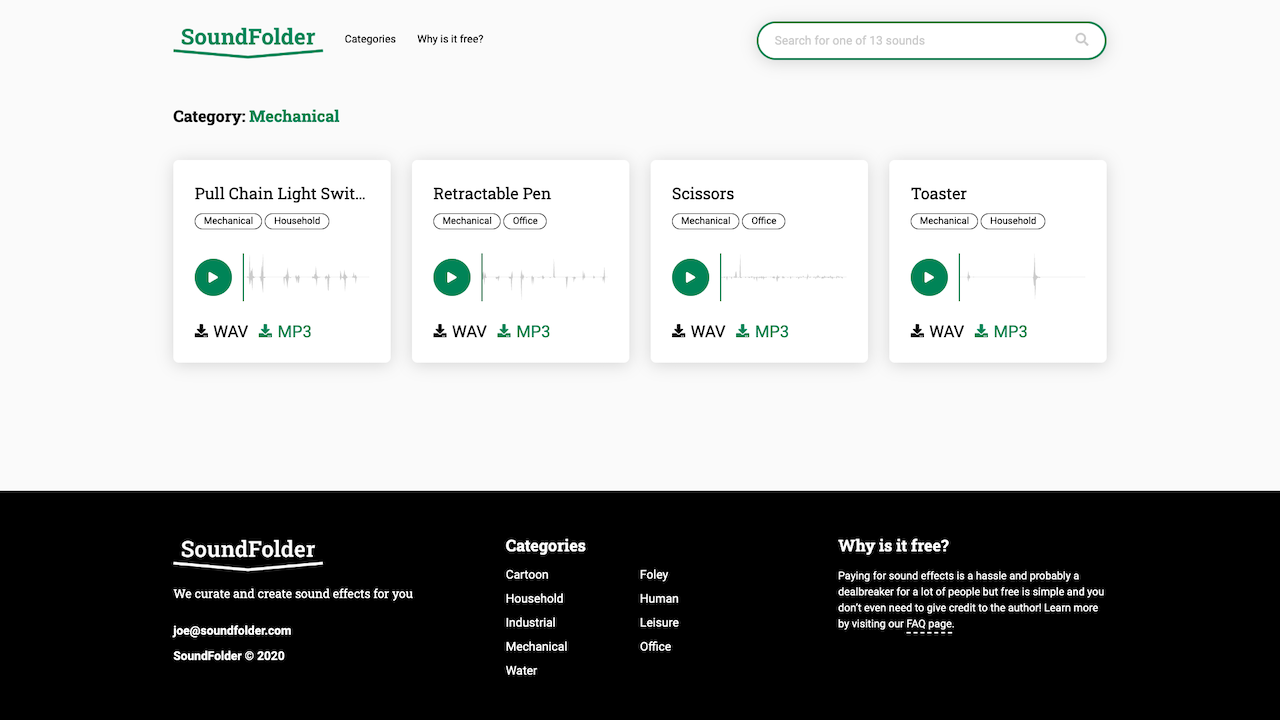 SoundFolder
Categories
Why is it free?
Search for one of 13 sounds
Category: Mechanical
Pull Chain Light Swit...
Mechanical
Household
WAV
MP3
Retractable Pen
Mechanical
Office
WAV
MP3
Scissors
Mechanical
Office
WAV
MP3
Toaster
Mechanical
Household
WAV
MP3
SoundFolder
We curate and create sound effects for you
joe@soundfolder.com
SoundFolder © 2020
Categories
Cartoon
Household
Industrial
Mechanical
Water
Foley
Human
Leisure
Office
Why is it free?
Paying for sound effects is a hassle and probably a
dealbreaker for a lot of people but free is simple and you
don’t even need to give credit to the author! Learn more
by visiting our FAQ page.